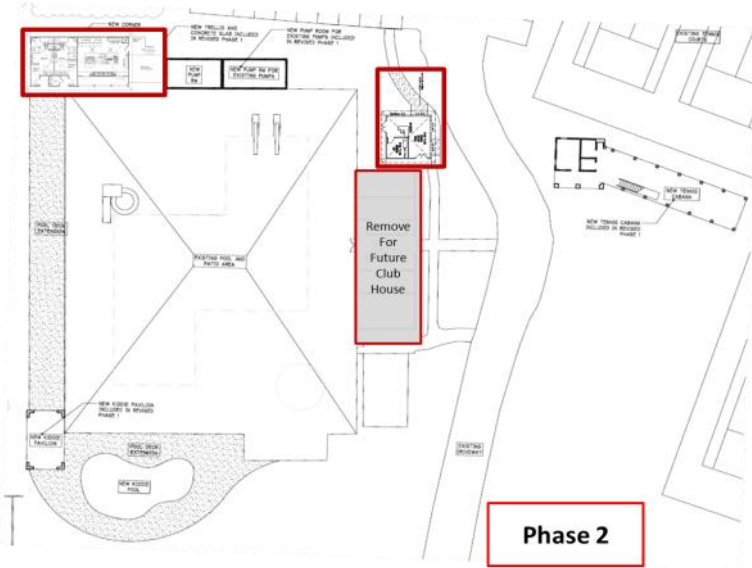 NEW CORNER
NEW TRELLIS AND
CONCRETE SLAB INCLUDED
IN REVISED PHASE 1
NEW PUMP ROOM FOR
EXISTING PUMPS INCLUDED
IN REVISED PHASE 1
EXISTING TENNIS
COURTS
NEW
PUMP
RM
NEW PUMP RM FOR
EXISTING PUMPS
NEW TENNIS
CABANA
NEW TENNIS CABANA
INCLUDED IN REVISED
PHASE 1
POOL DECK
EXTENSION
Remove
For
Future
Club
House
EXISTING POOL AND
PATIO AREA
NEW KIDDIE PAVILION
INCLUDED IN REVISED
PHASE 1
NEW KIDDIE
PAVILION
POOL DECK
EXTENSION
EXISTING
DRIVEWAY
NEW KIDDIE
POOL
Phase 2